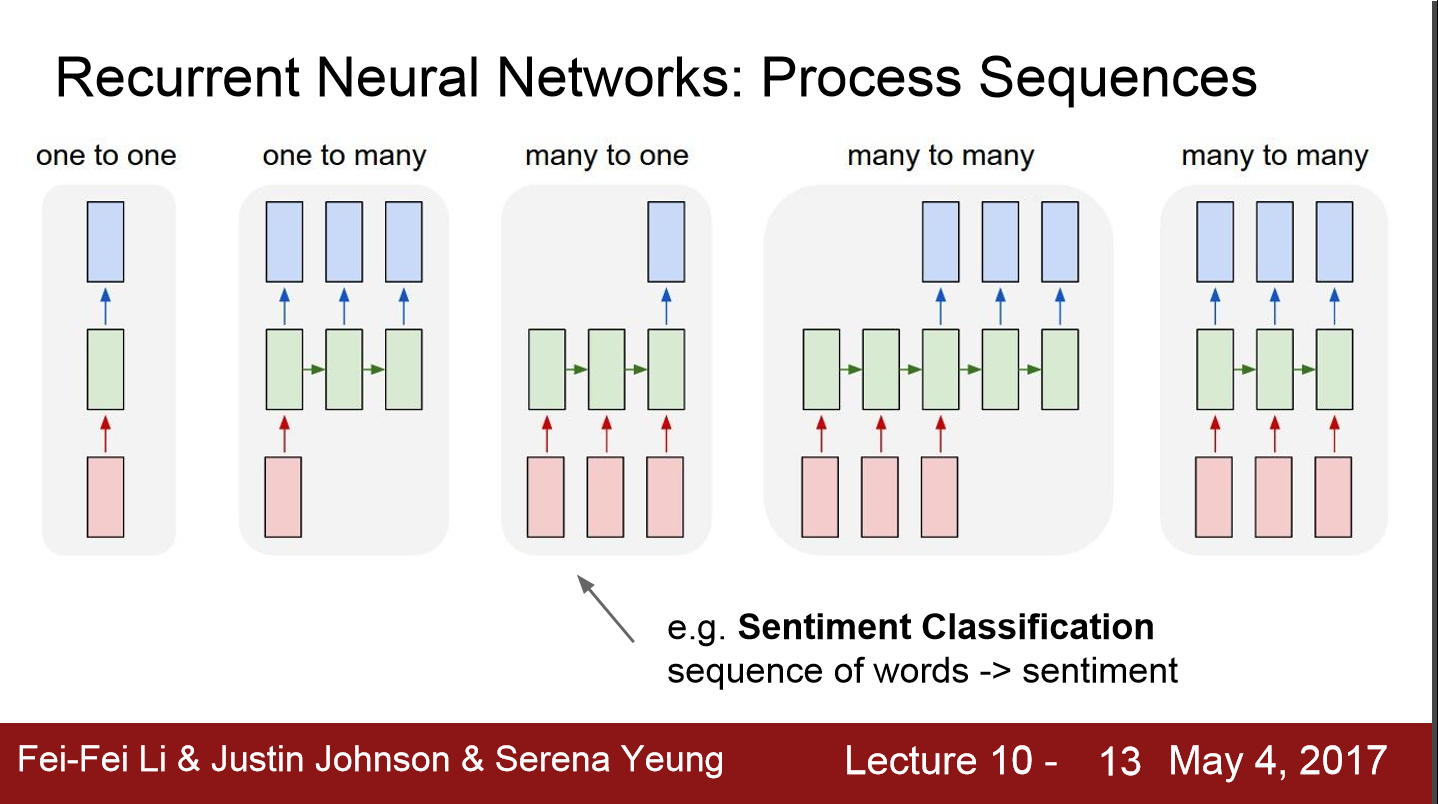 Recurrent Neural Networks: Process Sequences
one to one
one to many
many to one
many to many
many to many
e.g. Sentiment Classification
sequence of words -> sentiment
Fei-Fei Li & Justin Johnson & Serena Yeung
Lecture 10 - 13 May 4, 2017